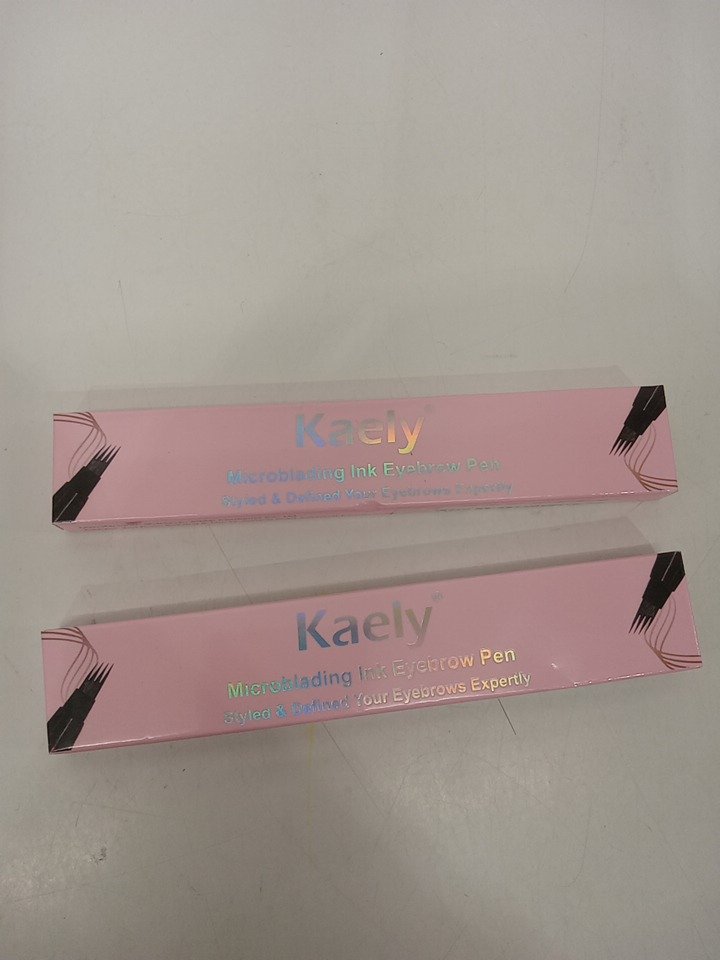 Kaely®
Microblading Ink Eyebrow Pen
Styled & Defined Your Eyebrows Expertly
Kaely®
Microblading Ink Eyebrow Pen
Styled & Defined Your Eyebrows Expertly